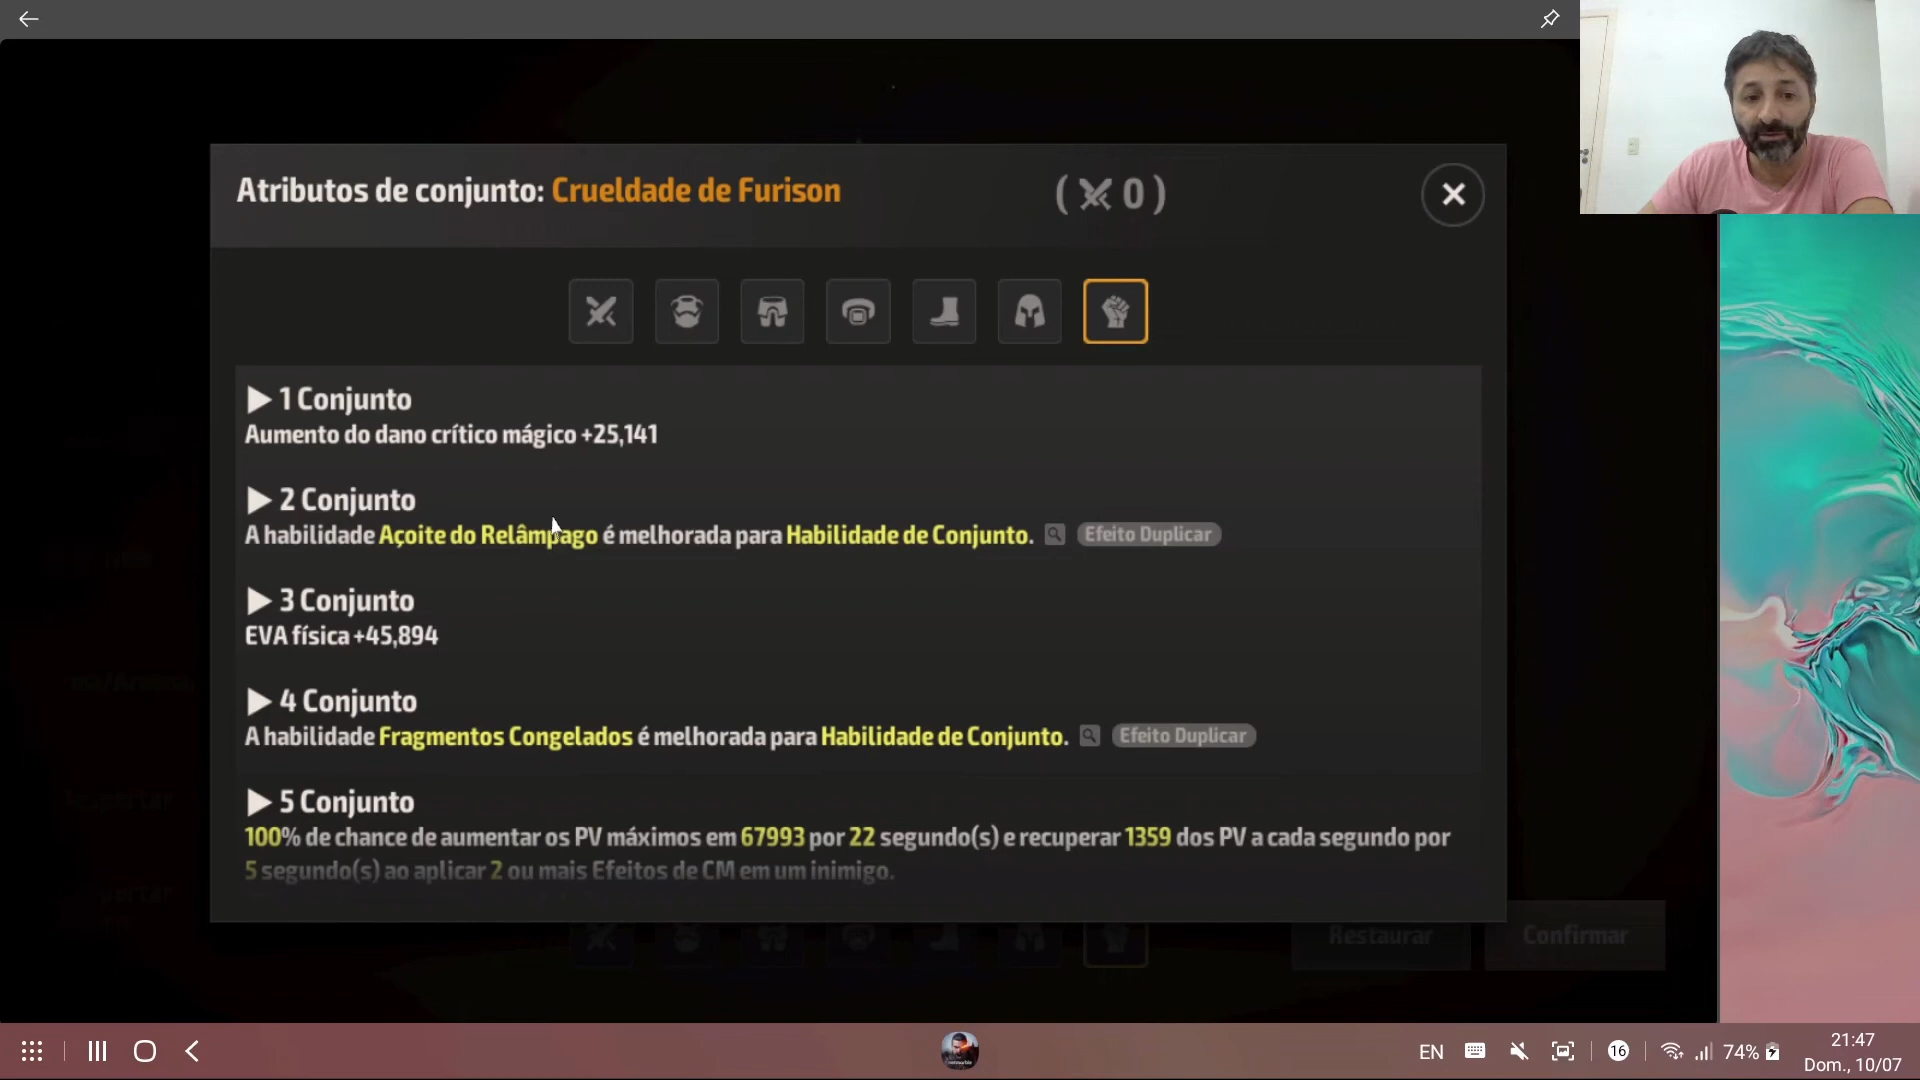 Atributos de conjunto: Crueldade de Furison
( 0 )
▶ 1 Conjunto
Aumento do dano crítico mágico +25,141
▶ 2 Conjunto
A habilidade Açoite do Relâmpago é melhorada para Habilidade de Conjunto. Efeito Duplicar
▶ 3 Conjunto
EVA física +45,894
▶ 4 Conjunto
A habilidade Fragmentos Congelados é melhorada para Habilidade de Conjunto. Efeito Duplicar
▶ 5 Conjunto
100% de chance de aumentar os PV máximos em 67993 por 22 segundo(s) e recuperar 1359 dos PV a cada segundo por
5 segundo(s) ao aplicar 2 ou mais Efeitos de CM em um inimigo.
Restaurar
Confirmar
EN
16
74%
21:47
Dom., 10/07